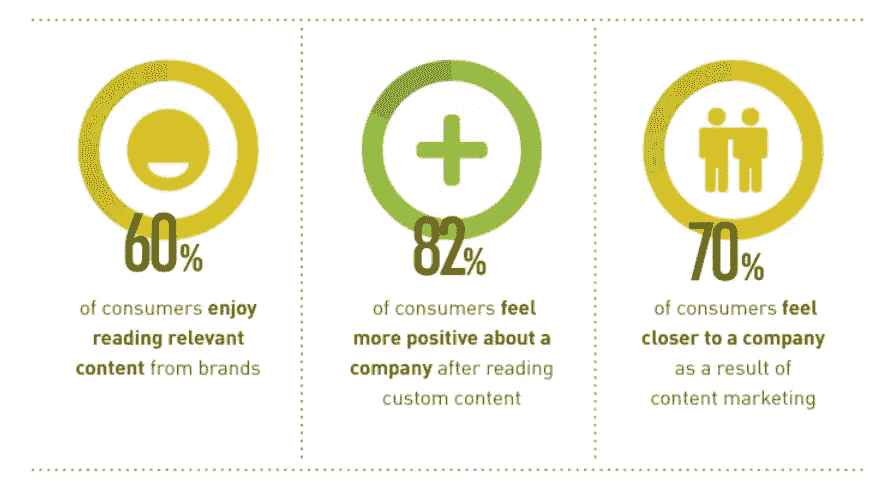 60%
of consumers enjoy
reading relevant
content from brands
82%
of consumers feel
more positive about a
company after reading
custom content
70%
of consumers feel
closer to a company
as a result of
content marketing